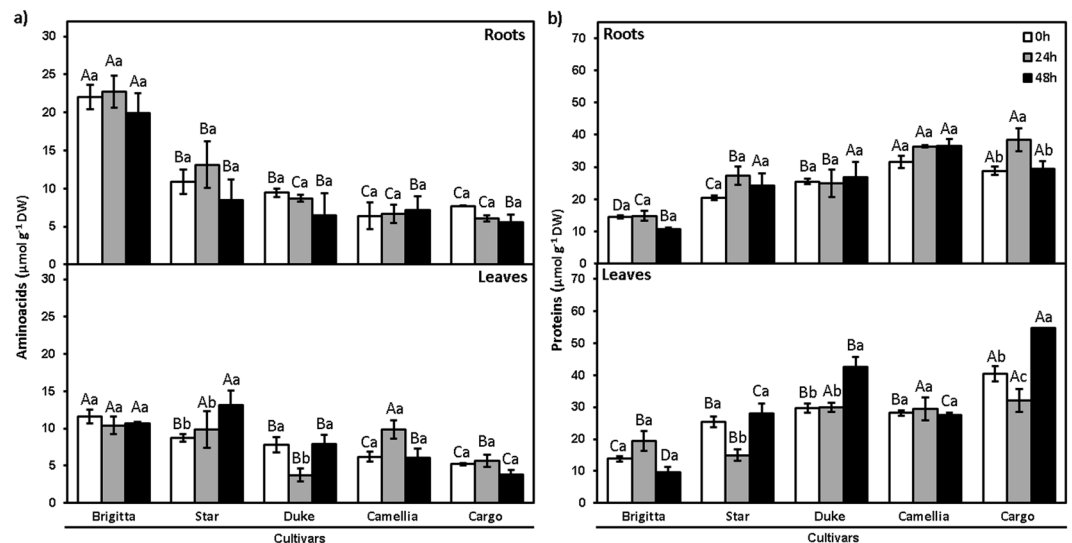 a)
Roots
30
25
20
15
10
5
0
Aa Aa Aa
Ba Ba Ba
Ba Ca Ba
Ca Ca Ba
Ca Ca Ba
Leaves
30
25
20
15
10
5
0
Aa Aa Aa
Bb Ab Aa
Ba Bb Ba
Ca Aa Ba
Ca Ba Ca
Aminoacids (µmol g⁻¹ DW)
Brigitta Star Duke Camellia Cargo
Cultivars
b)
Roots
0h
24h
48h
70
60
50
40
30
20
10
0
Da Ca Ba
Ca Ba Aa
Ba Ba Aa
Aa Aa Aa
Ab Aa Ab
Leaves
70
60
50
40
30
20
10
0
Ca Ba Da
Ba Bb Ca
Bb Ab Ba
Ba Aa Ca
Ab Ac Aa
Proteins (µmol g⁻¹ DW)
Brigitta Star Duke Camellia Cargo
Cultivars